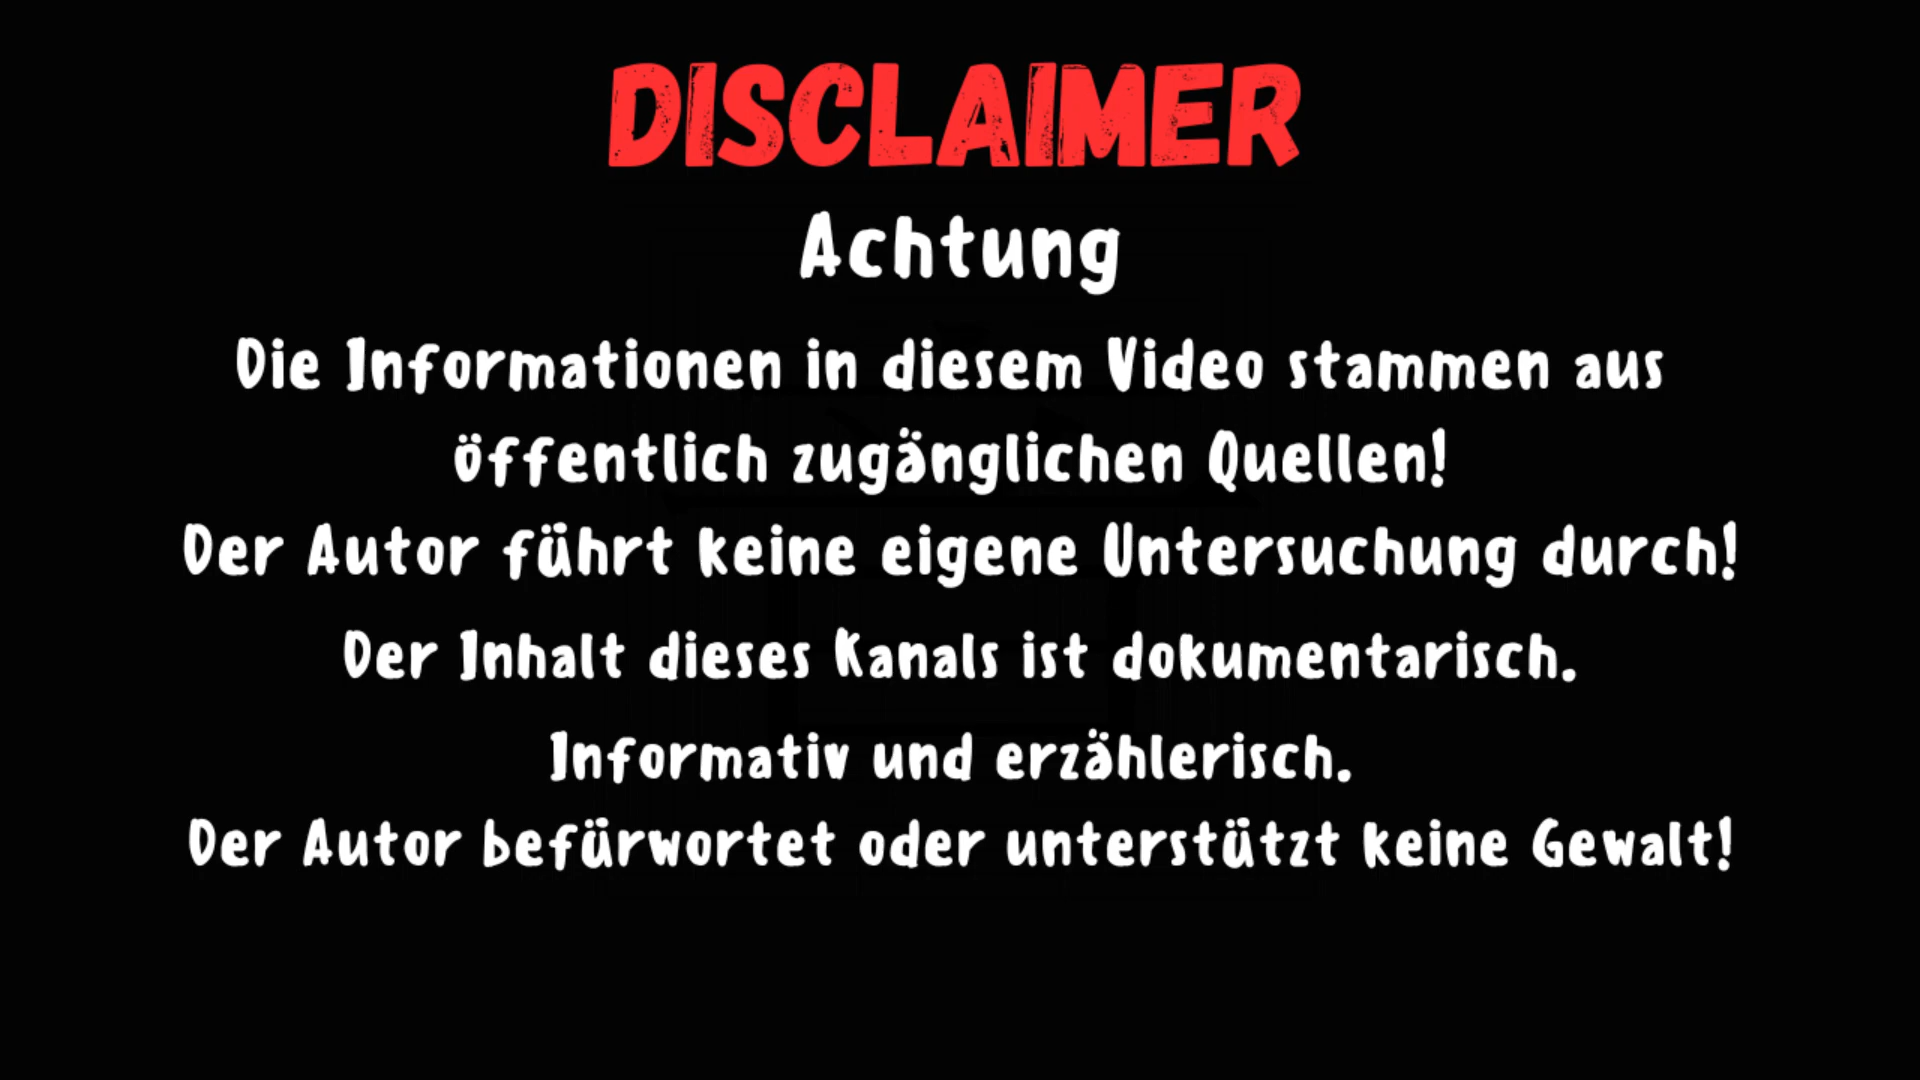 DISCLAIMER
Achtung
Die Informationen in diesem Video stammen aus
öffentlich zugänglichen Quellen!
Der Autor führt keine eigene Untersuchung durch!
Der Inhalt dieses Kanals ist dokumentarisch.
Informativ und erzählerisch.
Der Autor befürwortet oder unterstützt keine Gewalt!